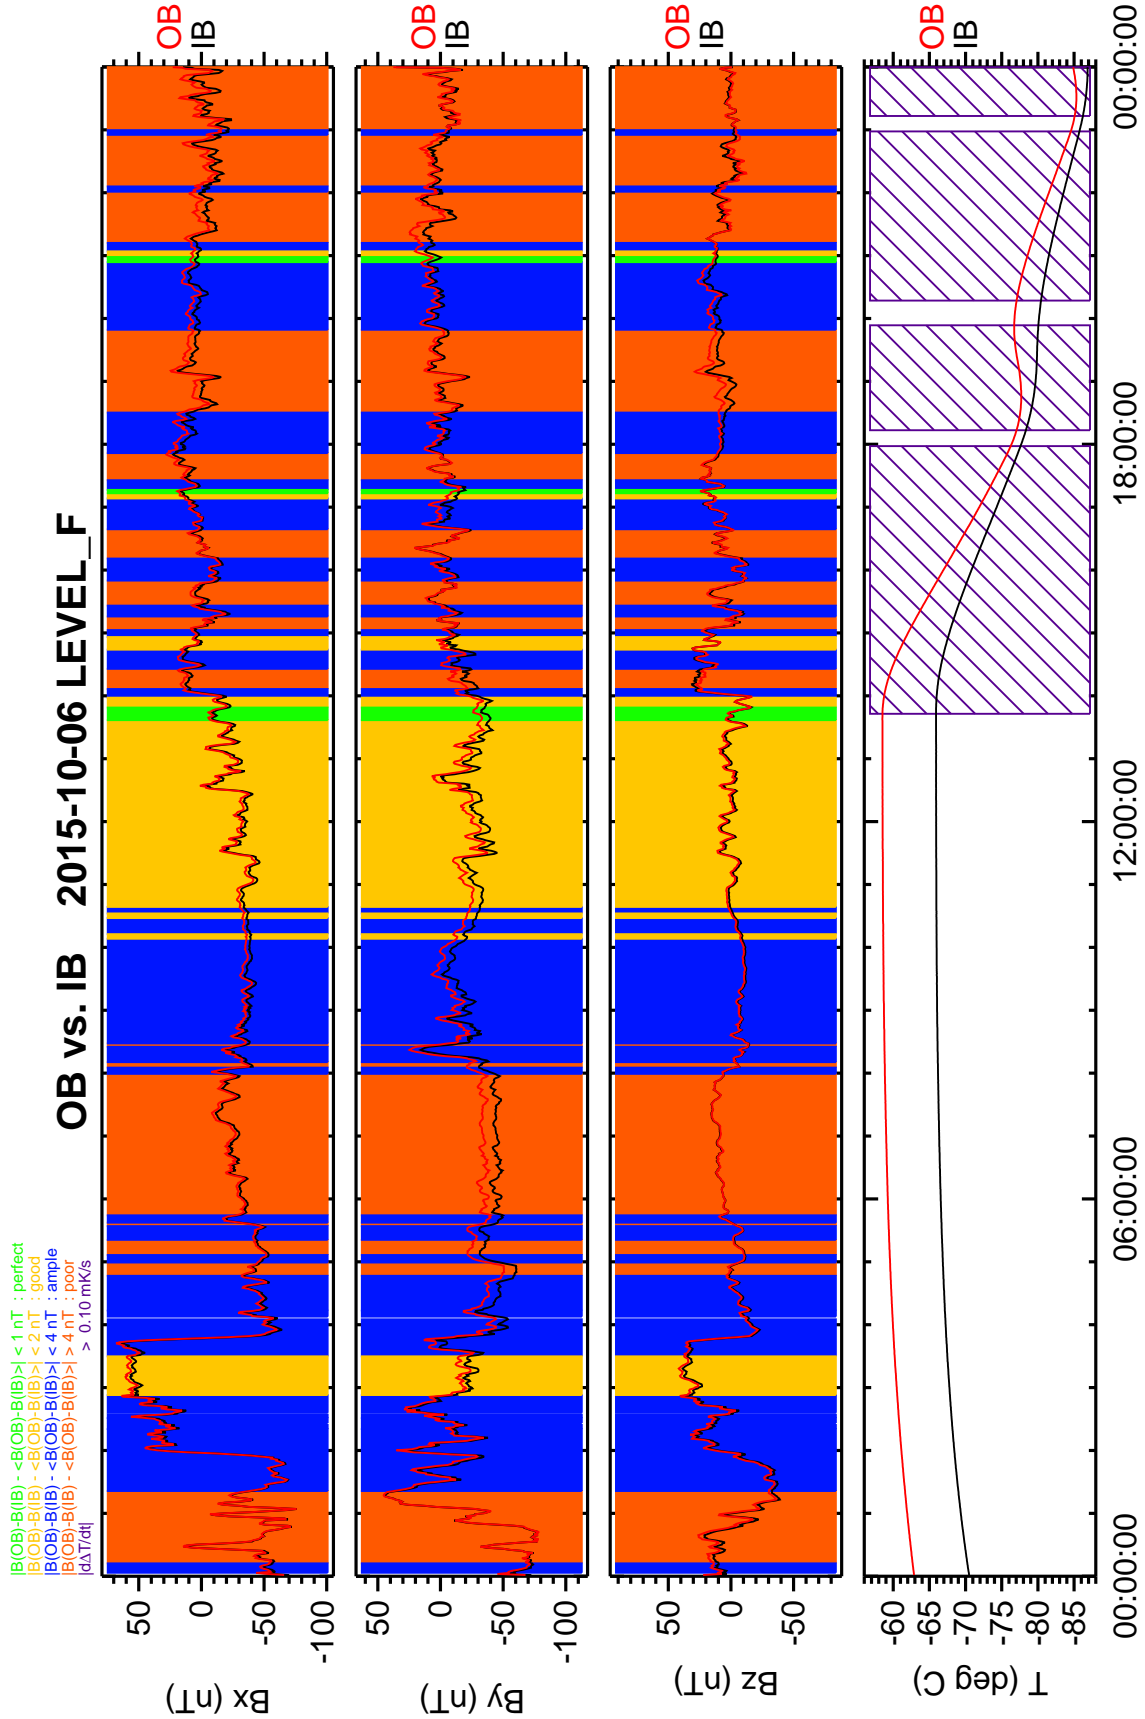 OB vs. IB 2015-10-06 LEVEL_F
|B(OB)-B(IB) - <B(OB)-B(IB)>| < 1 nT : perfect
|B(OB)-B(IB) - <B(OB)-B(IB)>| < 2 nT : good
|B(OB)-B(IB) - <B(OB)-B(IB)>| < 4 nT : ample
|B(OB)-B(IB) - <B(OB)-B(IB)>| > 4 nT : poor
|dΔT/dt| > 0.10 mK/s
Bx (nT)
50
0
-50
-100
OB
IB
By (nT)
50
0
-50
-100
OB
IB
Bz (nT)
50
0
-50
OB
IB
T (deg C)
-60
-65
-70
-75
-80
-85
OB
IB
00:00:00
06:00:00
12:00:00
18:00:00
00:00:00